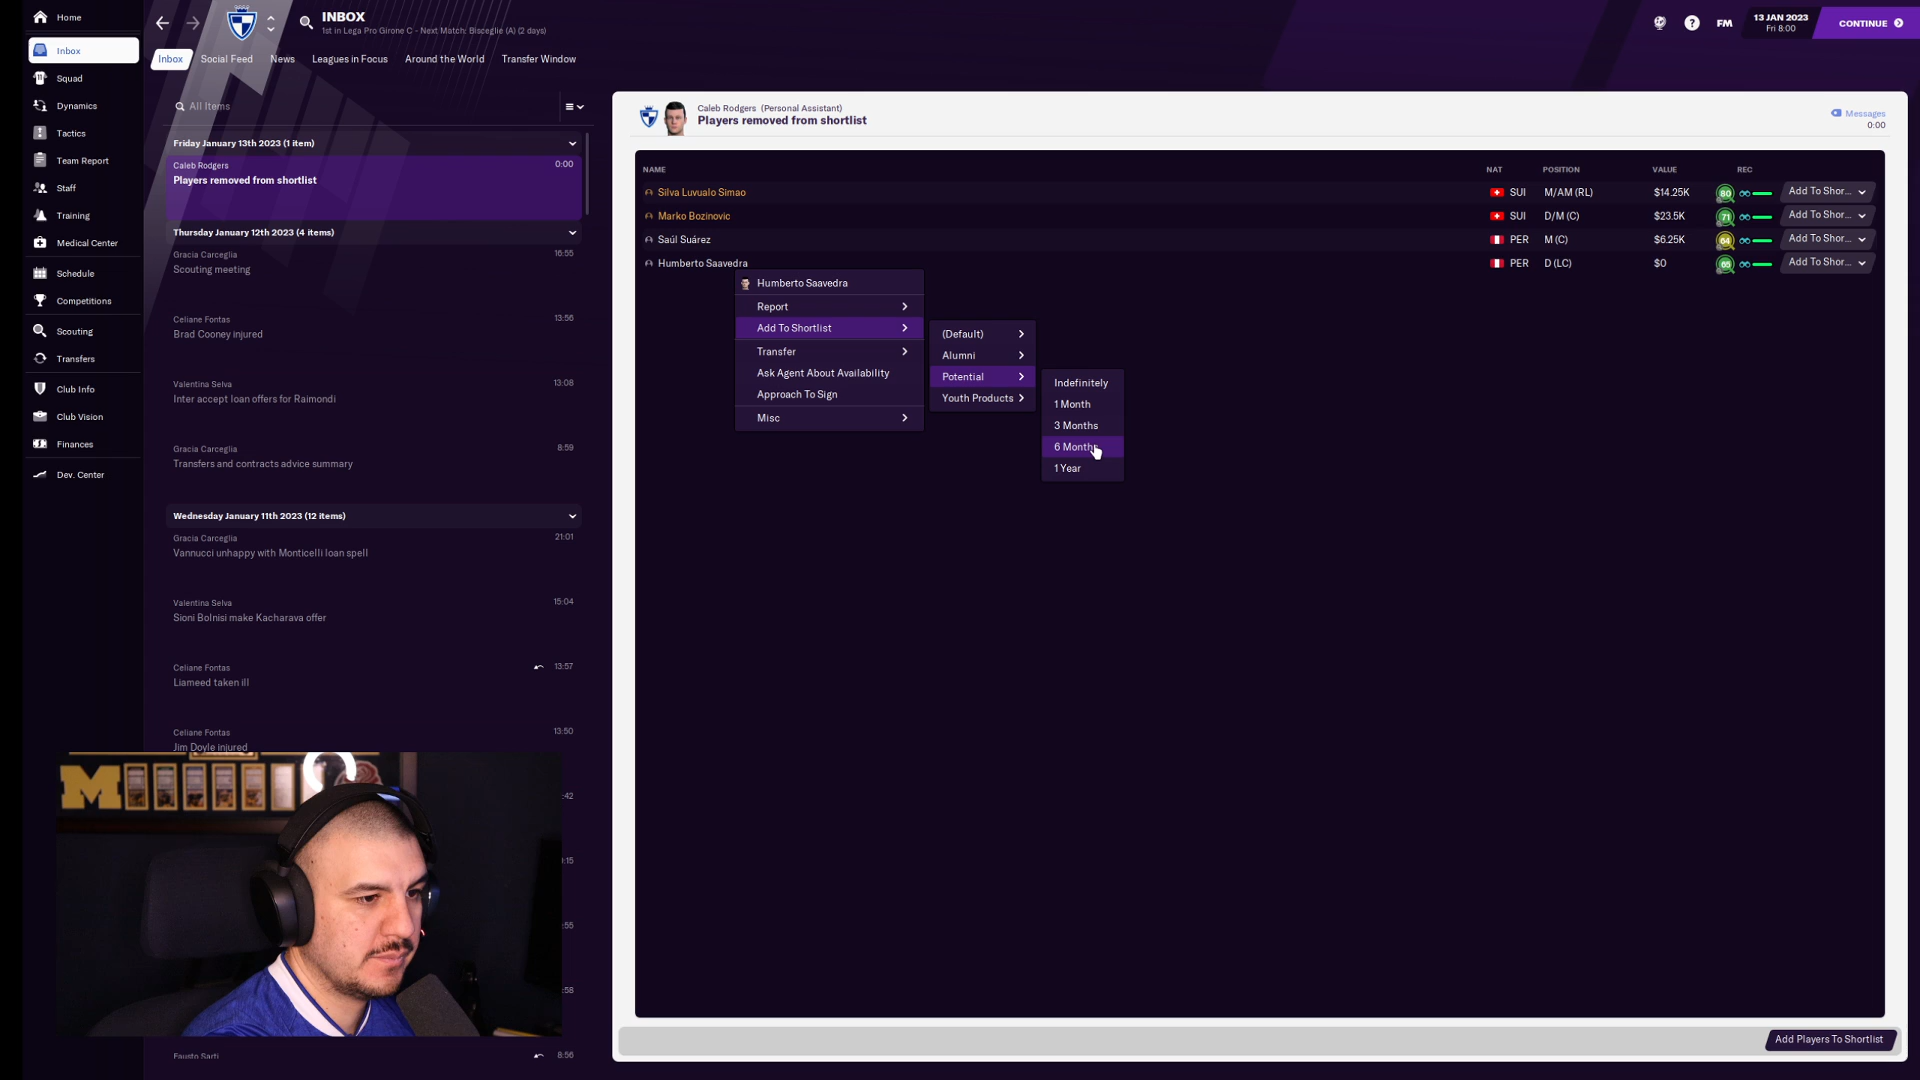 Home
Inbox
Squad
Dynamics
Tactics
Team Report
Staff
Training
Medical Center
Schedule
Competitions
Scouting
Transfers
Club Info
Club Vision
Finances
Dev. Center
INBOX
1st in Lega Pro Girone C - Next Match: Bisceglie (A) (2 days)
FM
13 JAN 2023
Fri 8:00
CONTINUE
Inbox
Social Feed
News
Leagues in Focus
Around the World
Transfer Window
All Items
Friday January 13th 2023 (1 item)
Caleb Rodgers 0:00
Players removed from shortlist
Thursday January 12th 2023 (4 items)
Gracia Carceglia 16:55
Scouting meeting
Celiane Fontas 13:56
Brad Cooney injured
Valentina Selva 13:08
Inter accept loan offers for Raimondi
Gracia Carceglia 8:59
Transfers and contracts advice summary
Wednesday January 11th 2023 (12 items)
Gracia Carceglia 21:01
Vannucci unhappy with Monticelli loan spell
Valentina Selva 15:04
Sioni Bolnisi make Kacharava offer
Celiane Fontas 13:57
Liameed taken ill
Celiane Fontas 13:50
Jim Doyle injured
:42
:15
:55
:58
Fausto Sarti 8:56
M
Caleb Rodgers (Personal Assistant)
Players removed from shortlist
Messages
0:00
NAME NAT POSITION VALUE REC
Silva Luvualo Simao SUI M/AM (RL) $14.25K 80 Add To Shor...
Marko Bozinovic SUI D/M (C) $23.5K 71 Add To Shor...
Saúl Suárez PER M (C) $6.25K 64 Add To Shor...
Humberto Saavedra PER D (LC) $0 65 Add To Shor...
Humberto Saavedra
Report
Add To Shortlist
Transfer
Ask Agent About Availability
Approach To Sign
Misc
(Default)
Alumni
Potential
Youth Products
Indefinitely
1 Month
3 Months
6 Months
1 Year
Add Players To Shortlist